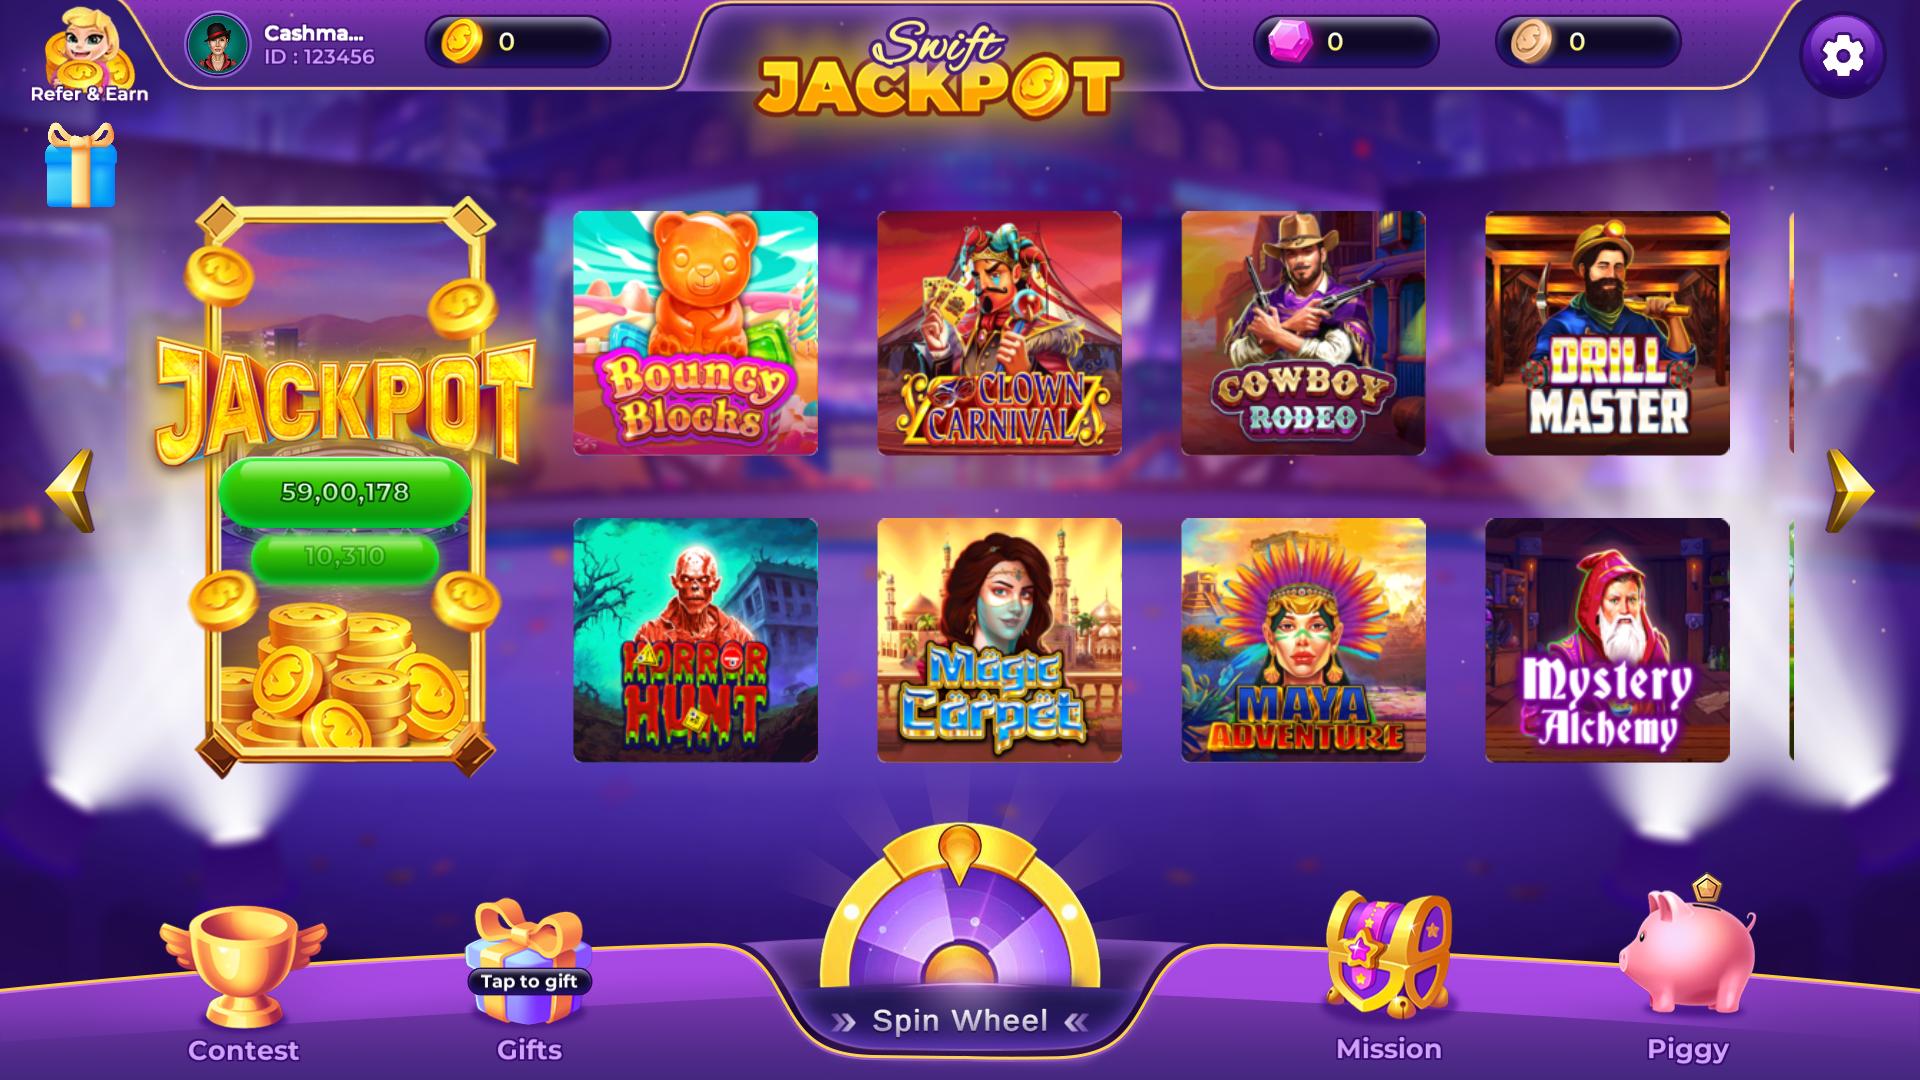 Refer & Earn
Cashma...
ID : 123456
0
Swift
JACKPOT
0
0
JACKPOT
59,00,178
10,310
Bouncy
Blocks
CLOWN
CARNIVAL
COWBOY
RODEO
DRILL
MASTER
HORROR
HUNT
Magic
Carpet
MAYA
ADVENTURE
Mystery
Alchemy
Contest
Tap to gift
Gifts
Spin Wheel
Mission
Piggy